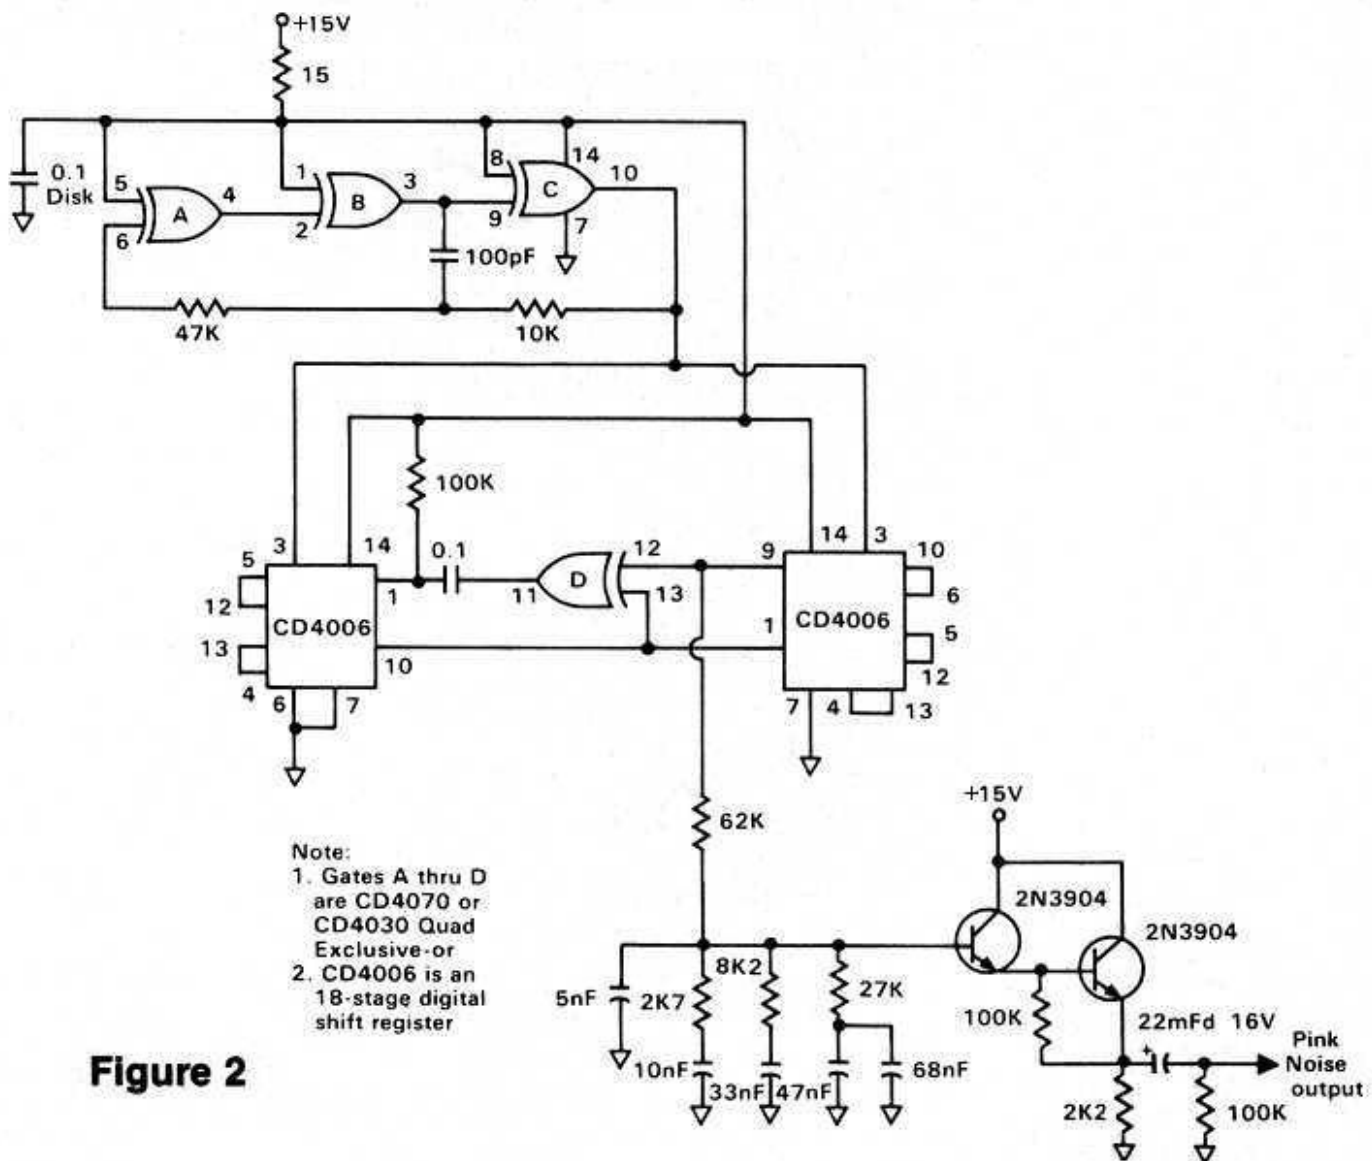 +15V
15
0.1
Disk
5
6
4
A
1
2
3
B
8
9
14
10
C
7
100pF
47K
10K
100K
3
14
5
12
13
4
6
7
1
10
CD4006
0.1
11
D
12
13
9
1
14
3
10
6
5
12
CD4006
7
4
13
62K
Note:
1. Gates A thru D
are CD4070 or
CD4030 Quad
Exclusive-or
2. CD4006 is an
18-stage digital
shift register
Figure 2
5nF
2K7
10nF
8K2
33nF
27K
47nF
68nF
+15V
2N3904
2N3904
100K
22mFd 16V
2K2
100K
Pink
Noise
output